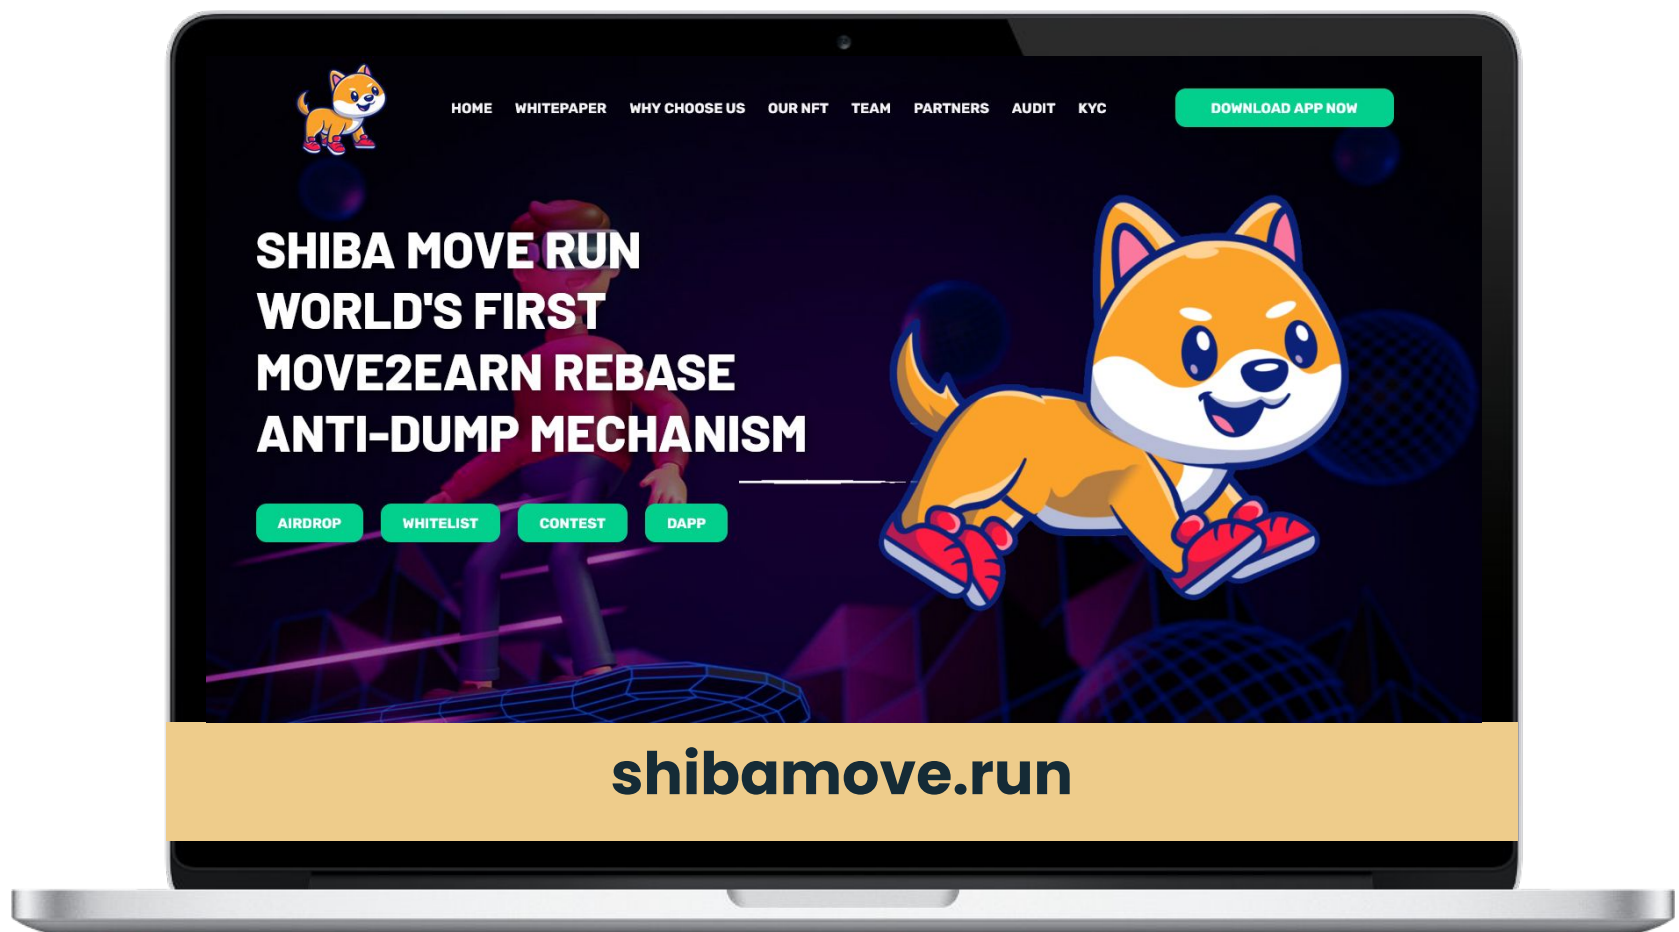 HOME WHITEPAPER WHY CHOOSE US OUR NFT TEAM PARTNERS AUDIT KYC DOWNLOAD APP NOW
SHIBA MOVE RUN
WORLD'S FIRST
MOVE2EARN REBASE
ANTI-DUMP MECHANISM
AIRDROP WHITELIST CONTEST DAPP
shibamove.run